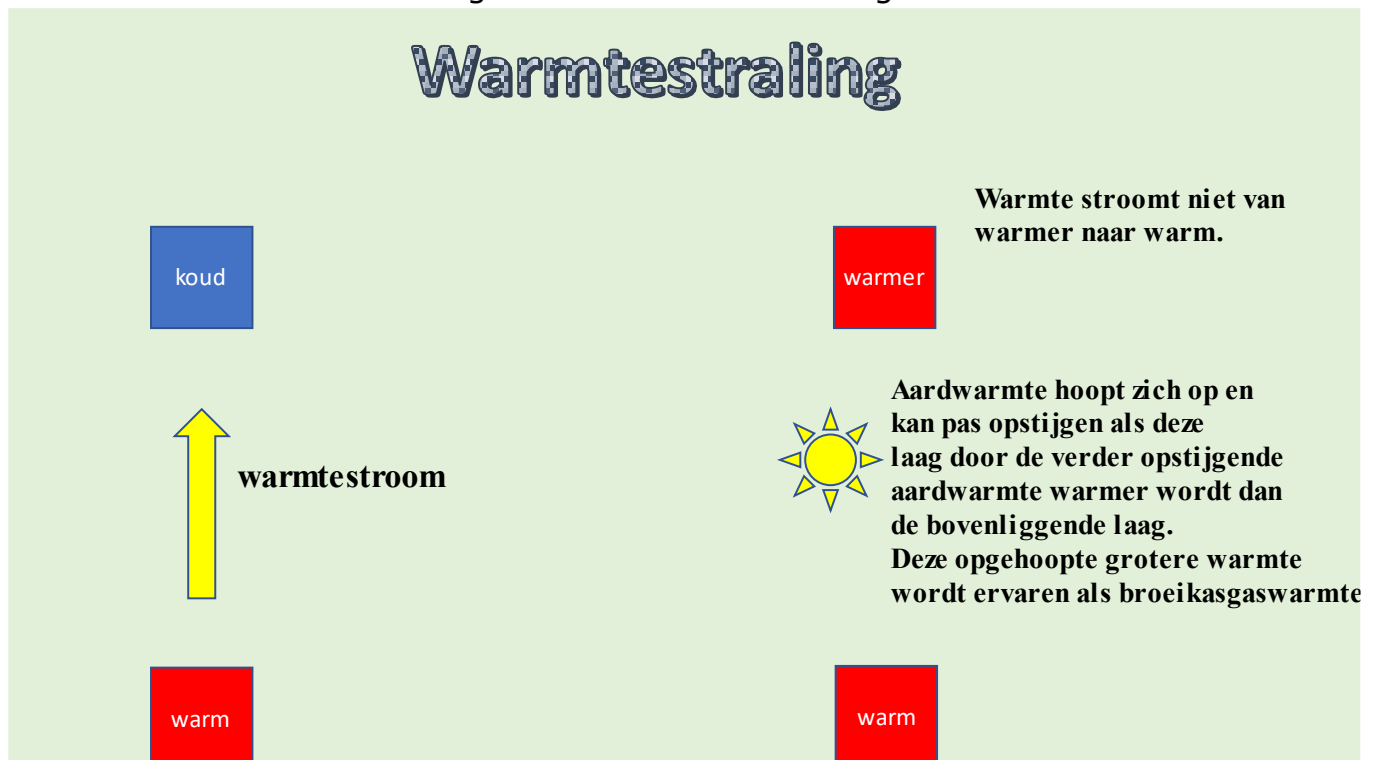 Warmtestraling
Warmte stroomt niet van
warmer naar warm.
koud
warmer
Aardwarmte hoopt zich op en
kan pas opstijgen als deze
laag door de verder opstijgende
aardwarmte warmer wordt dan
de bovenliggende laag.
Deze opgehoopte grotere warmte
wordt ervaren als broeikasgaswarmte
warmtestroom
warm
warm